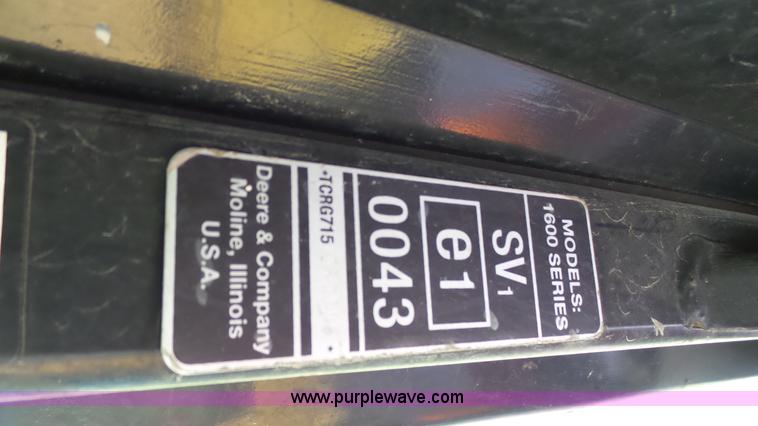 MODELS:
1600 SERIES
SV1
e1
0043
•TCRG715 •
Deere & Company
Moline, Illinois
U.S.A.
www.purplewave.com